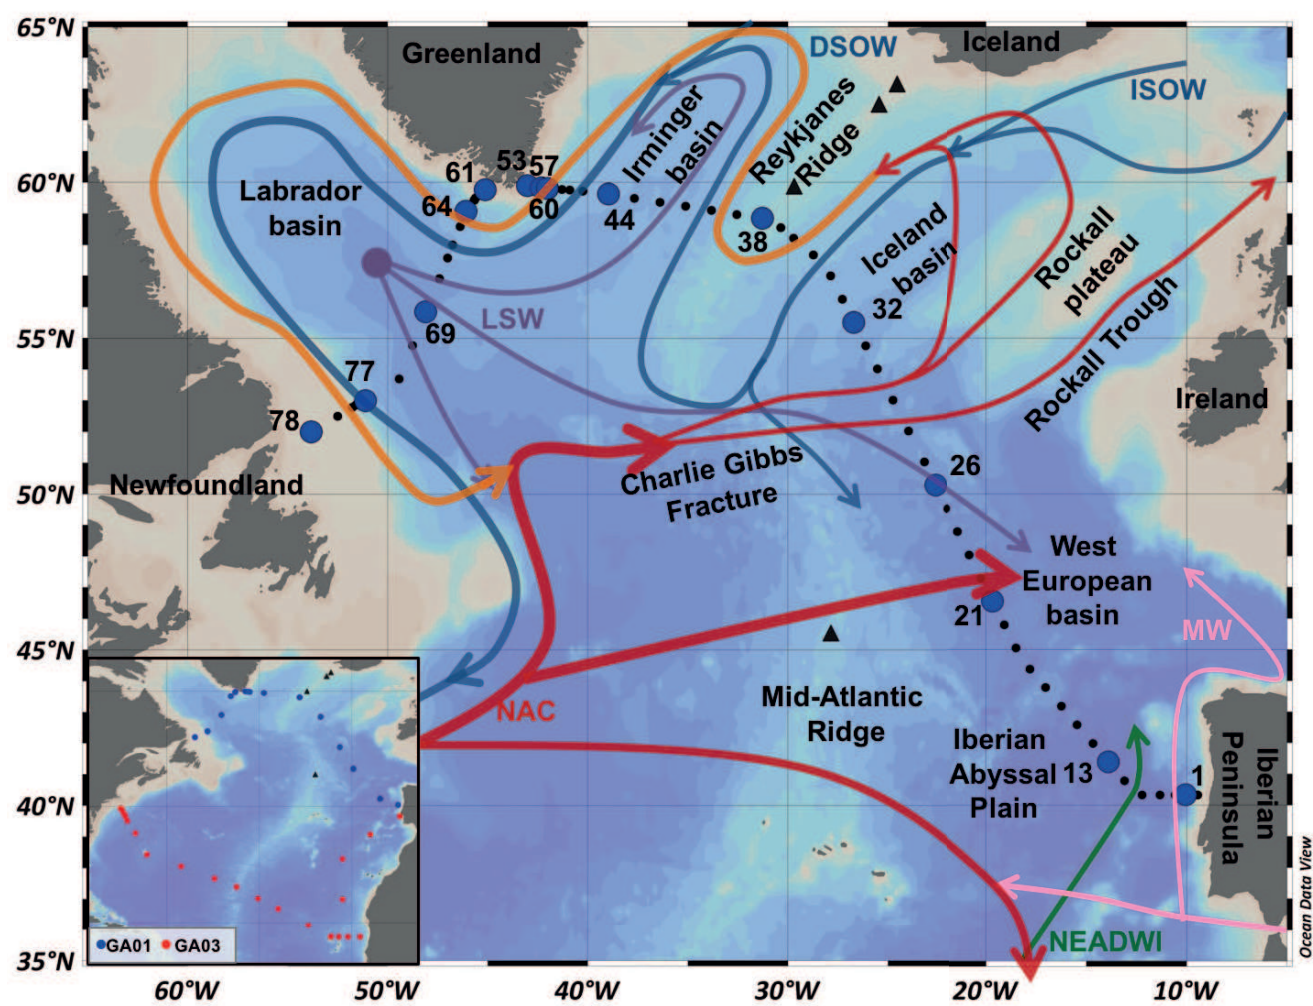 65°N
60°N
55°N
50°N
45°N
40°N
35°N
60°W
50°W
40°W
30°W
20°W
10°W
Greenland
Iceland
DSOW
ISOW
Irminger
basin
Reykjanes
Ridge
Labrador
basin
61
53
57
64
60
44
38
Iceland
basin
Rockall
plateau
Rockall Trough
LSW
69
32
77
78
Ireland
Newfoundland
Charlie Gibbs
Fracture
26
West
European
basin
21
MW
NAC
Mid-Atlantic
Ridge
Iberian
Abyssal
Plain
13
1
Iberian
Peninsula
NEADWI
GA01
GA03
Ocean Data View